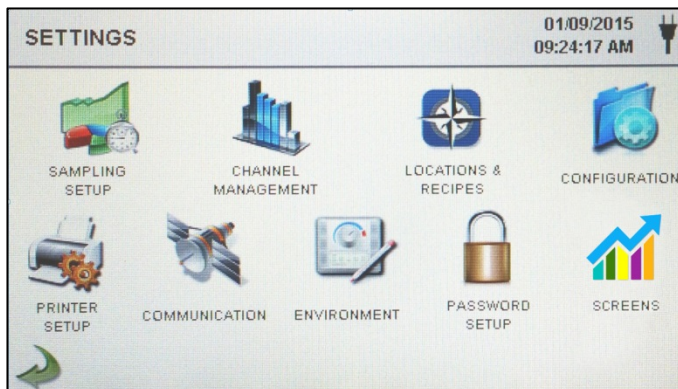 SETTINGS
01/09/2015
09:24:17 AM
SAMPLING
SETUP
CHANNEL
MANAGEMENT
LOCATIONS &
RECIPES
CONFIGURATION
PRINTER
SETUP
COMMUNICATION
ENVIRONMENT
PASSWORD
SETUP
SCREENS